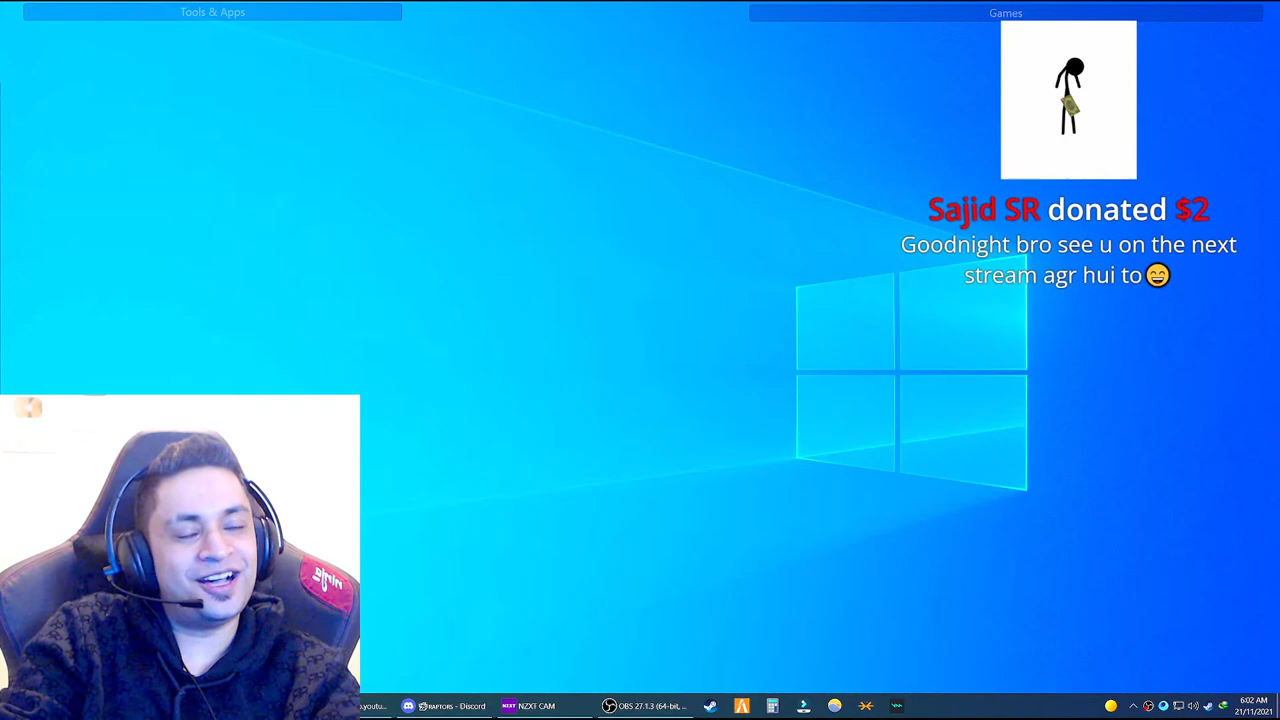 Tools & Apps
Games
Sajid SR donated $2
Goodnight bro see u on the next
stream agr hui to😄
NZXT CAM
OBS 27.1.3 (64-bit, ...
- Discord
6:02 AM
21/11/2021